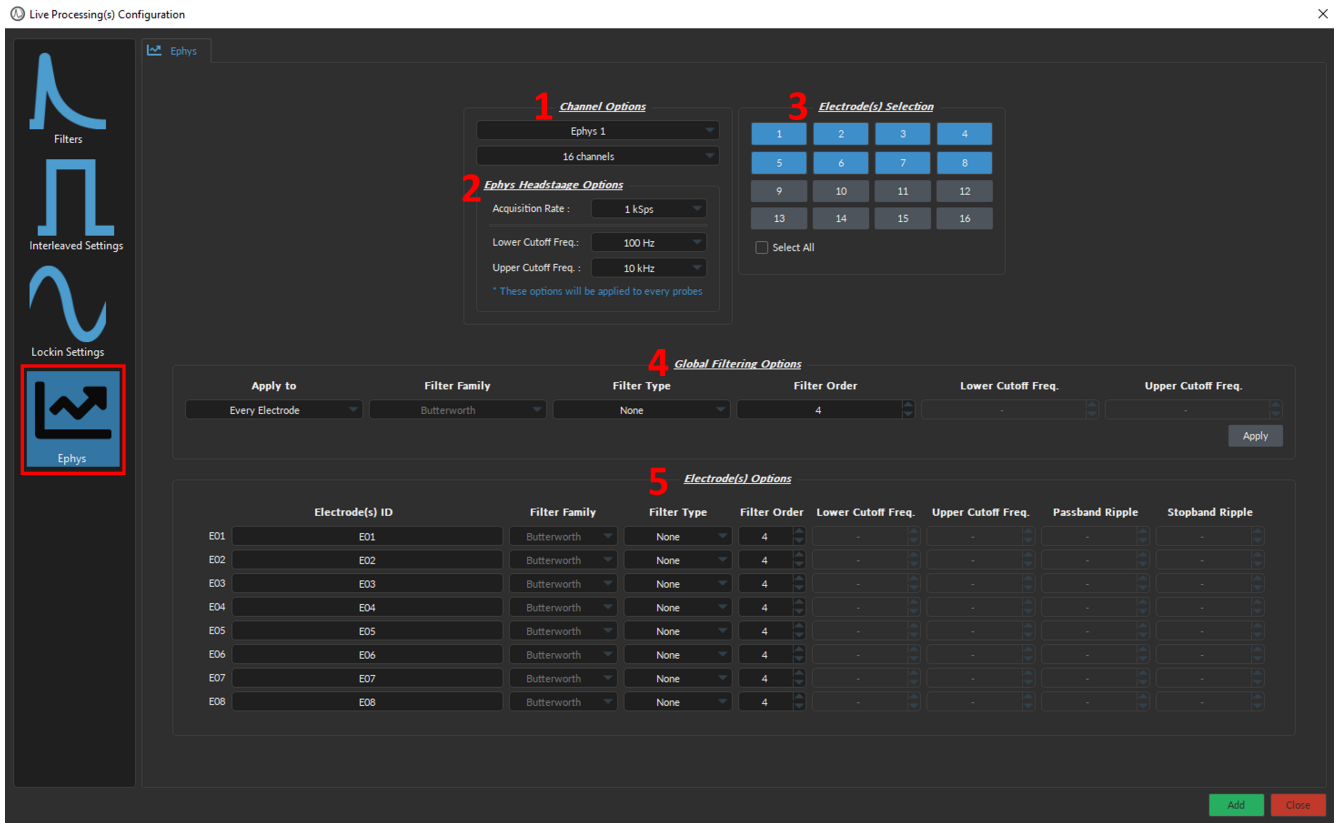 Live Processing(s) Configuration
Filters
Interleaved Settings
Lockin Settings
Ephys
Ephys
1 Channel Options
Ephys 1
16 channels
2 Ephys Headstaage Options
Acquisition Rate : 1 kSps
Lower Cutoff Freq.: 100 Hz
Upper Cutoff Freq. : 10 kHz
* These options will be applied to every probes
3 Electrode(s) Selection
1 2 3 4
5 6 7 8
9 10 11 12
13 14 15 16
Select All
4 Global Filtering Options
Apply to Filter Family Filter Type Filter Order Lower Cutoff Freq. Upper Cutoff Freq.
Every Electrode Butterworth None 4 - -
Apply
5 Electrode(s) Options
Electrode(s) ID Filter Family Filter Type Filter Order Lower Cutoff Freq. Upper Cutoff Freq. Passband Ripple Stopband Ripple
E01 E01 Butterworth None 4 - - - -
E02 E02 Butterworth None 4 - - - -
E03 E03 Butterworth None 4 - - - -
E04 E04 Butterworth None 4 - - - -
E05 E05 Butterworth None 4 - - - -
E06 E06 Butterworth None 4 - - - -
E07 E07 Butterworth None 4 - - - -
E08 E08 Butterworth None 4 - - - -
Add Close